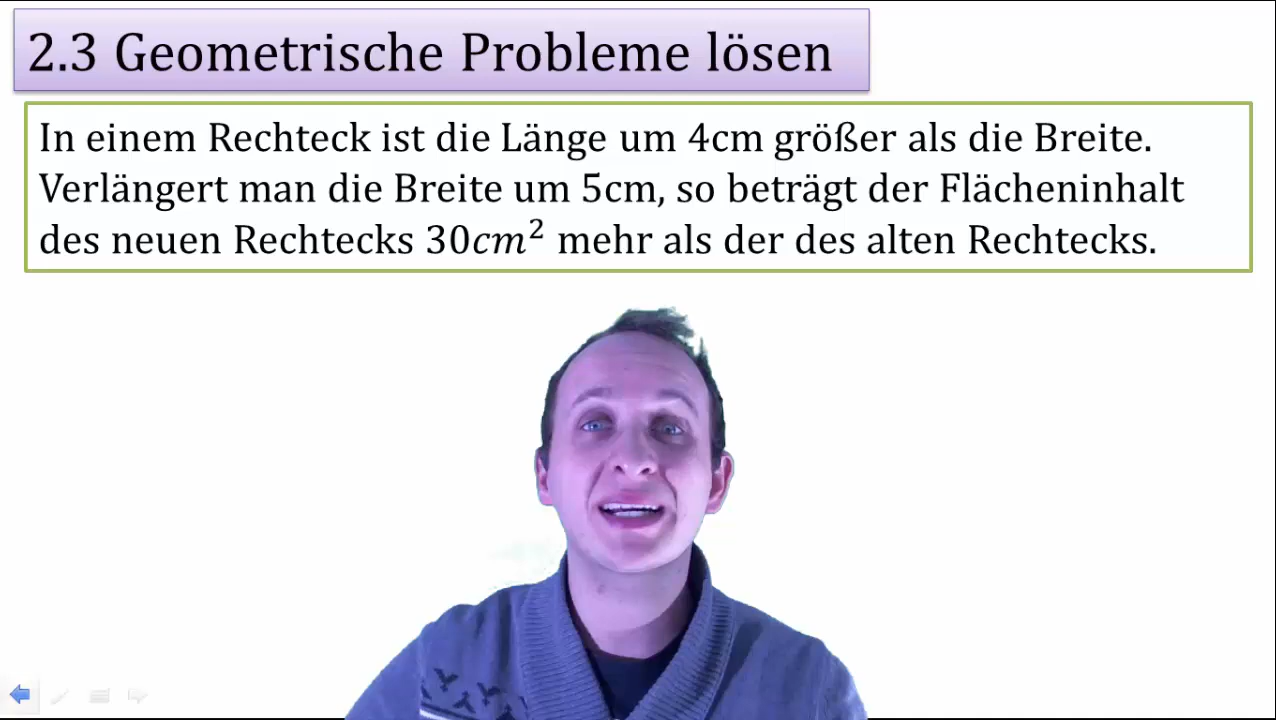 2.3 Geometrische Probleme lösen
In einem Rechteck ist die Länge um 4cm größer als die Breite.
Verlängert man die Breite um 5cm, so beträgt der Flächeninhalt
des neuen Rechtecks 30cm² mehr als der des alten Rechtecks.